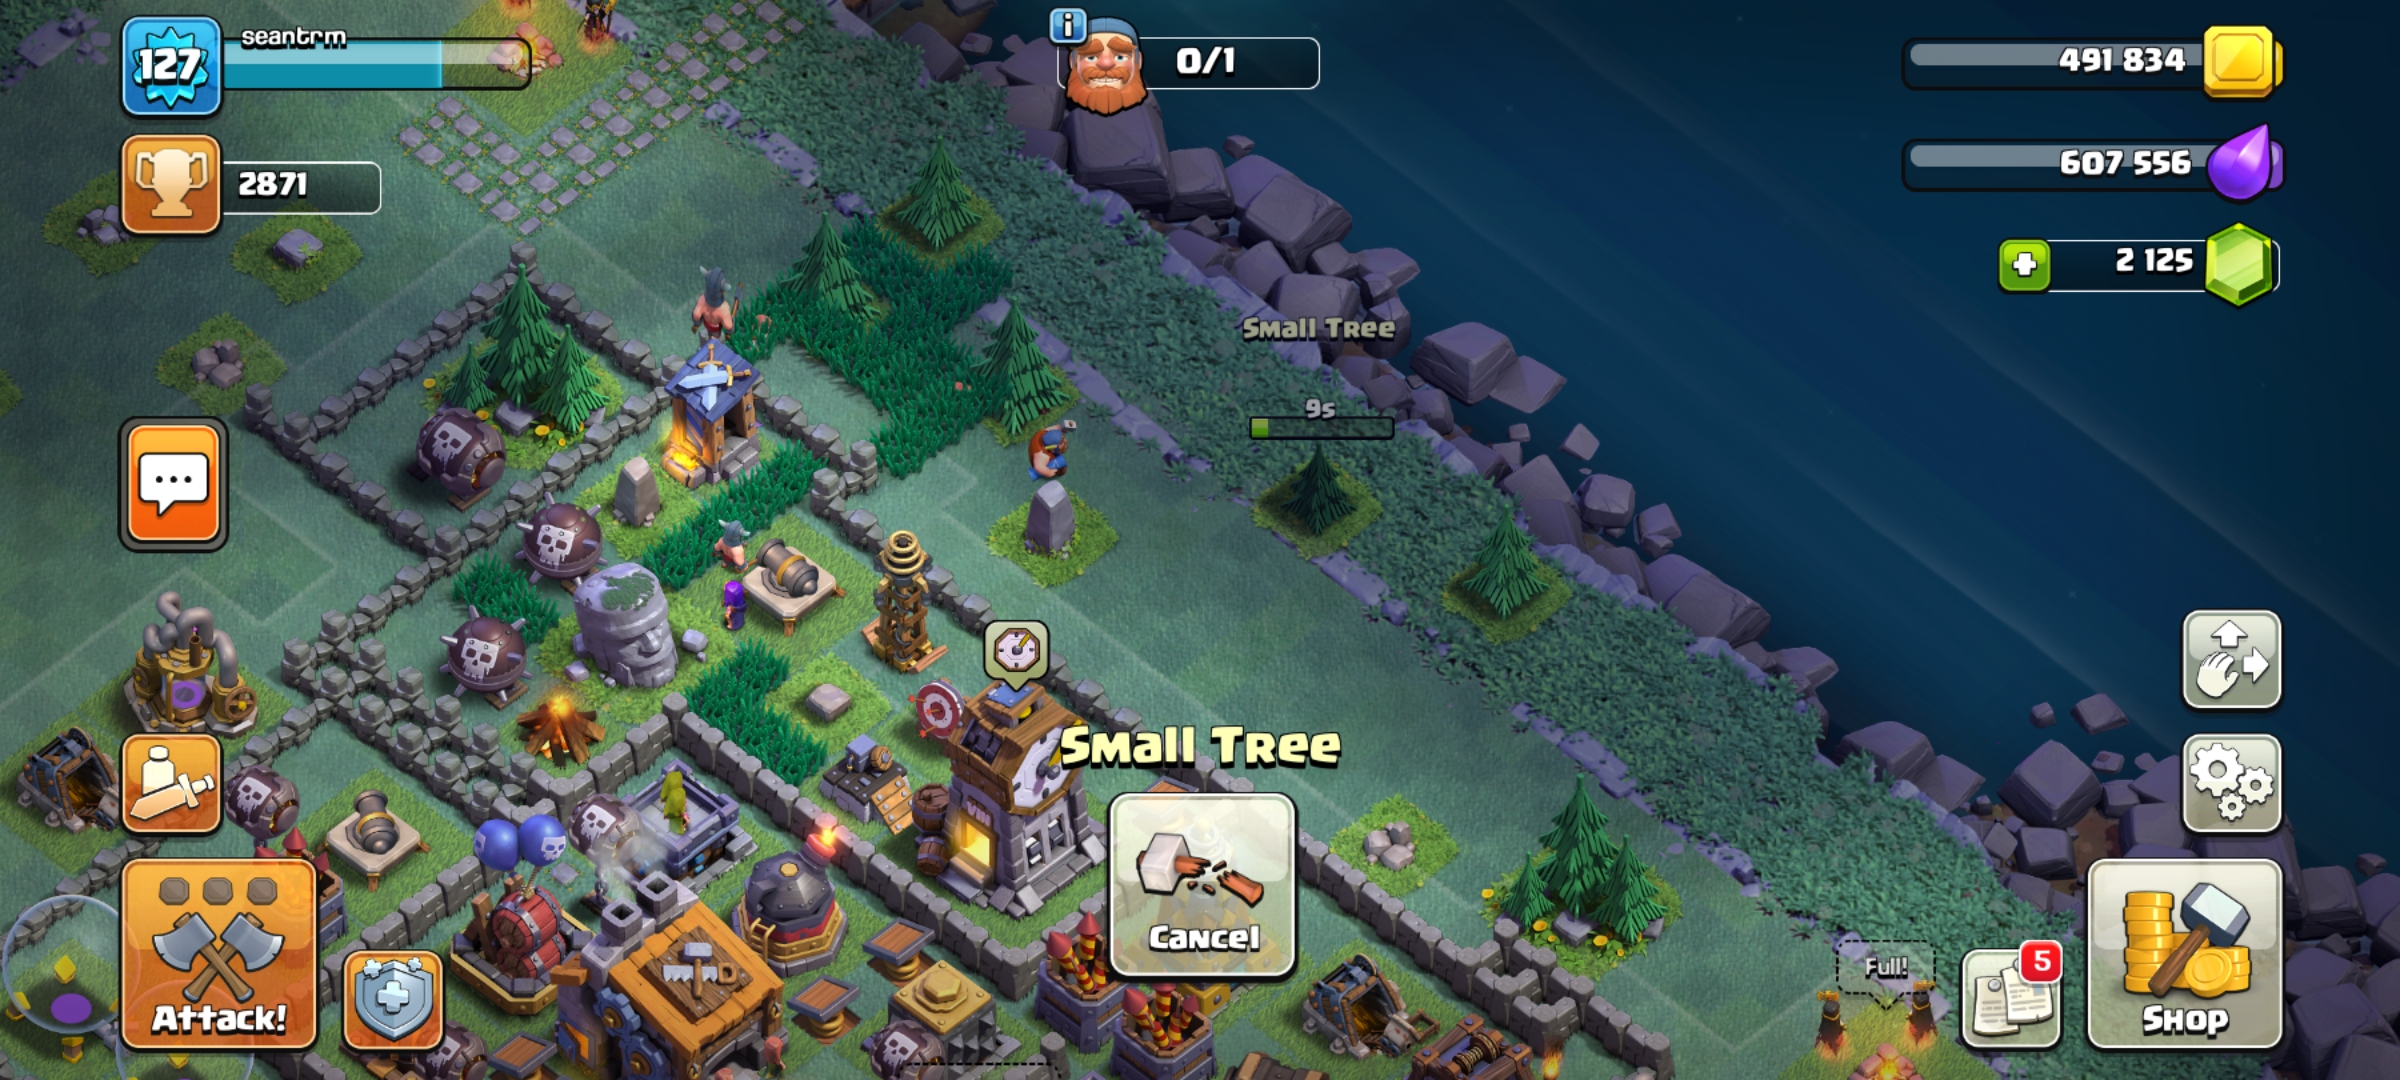 127
seantrm
0/1
491 834
2871
607 556
2 125
Small Tree
9s
Small Tree
Cancel
Attack!
Full!
5
Shop